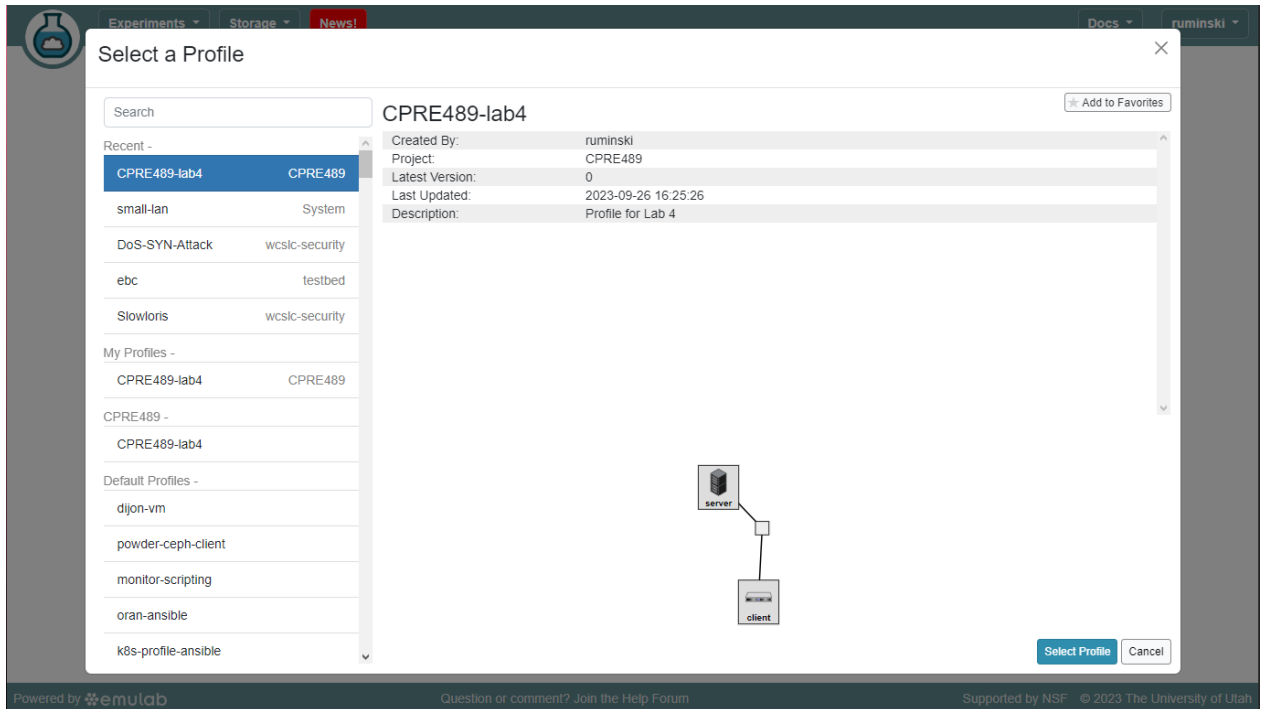 Experiments Storage News! Docs ruminski
Select a Profile
Search
Recent -
CPRE489-lab4 CPRE489
small-lan System
DoS-SYN-Attack wcslc-security
ebc testbed
Slowloris wcslc-security
My Profiles -
CPRE489-lab4 CPRE489
CPRE489 -
CPRE489-lab4
Default Profiles -
dijon-vm
powder-ceph-client
monitor-scripting
oran-ansible
k8s-profile-ansible
CPRE489-lab4
Add to Favorites
Created By: ruminski
Project: CPRE489
Latest Version: 0
Last Updated: 2023-09-26 16:25:26
Description: Profile for Lab 4
server
client
Select Profile Cancel
Powered by emulab Question or comment? Join the Help Forum Supported by NSF © 2023 The University of Utah